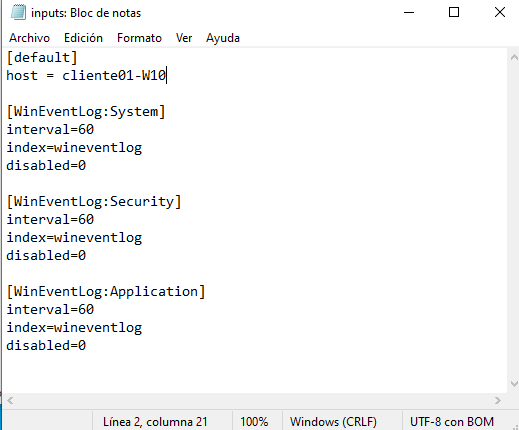 inputs: Bloc de notas
Archivo Edición Formato Ver Ayuda
[default]
host = cliente01-W10
[WinEventLog:System]
interval=60
index=wineventlog
disabled=0
[WinEventLog:Security]
interval=60
index=wineventlog
disabled=0
[WinEventLog:Application]
interval=60
index=wineventlog
disabled=0
Línea 2, columna 21 100% Windows (CRLF) UTF-8 con BOM